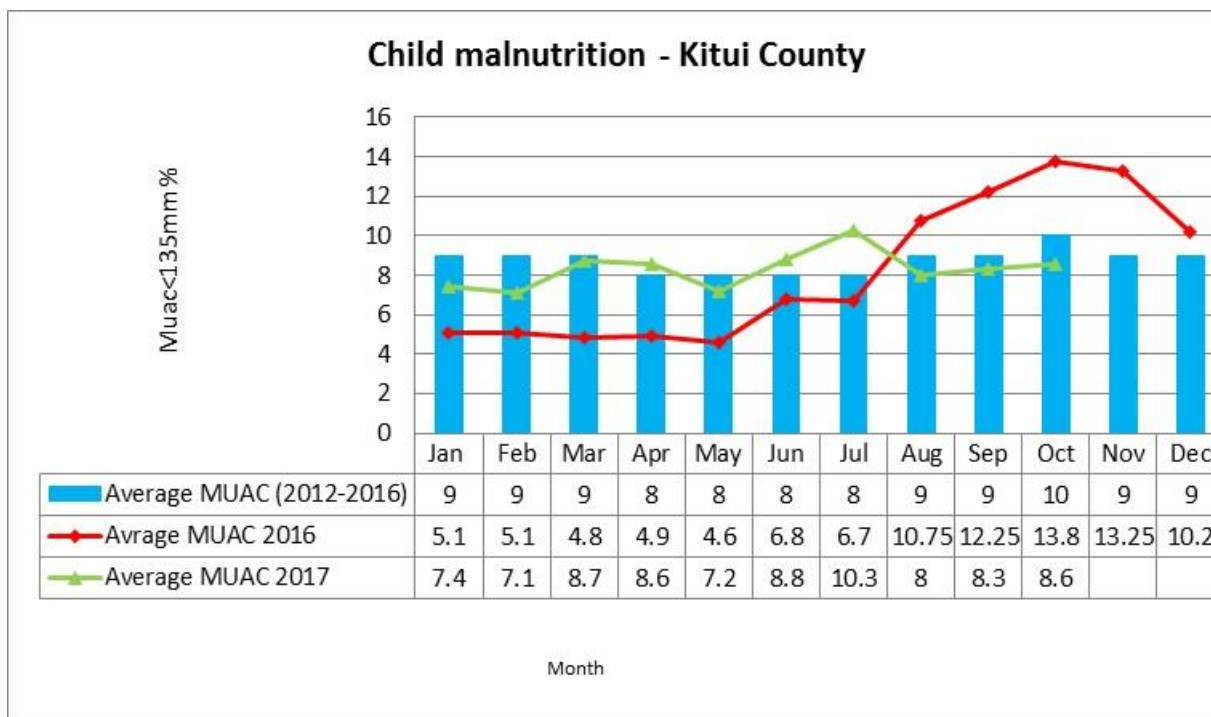 Child malnutrition - Kitui County
Muac<135mm %
16
14
12
10
8
6
4
2
0
Jan Feb Mar Apr May Jun Jul Aug Sep Oct Nov Dec
Average MUAC (2012-2016) 9 9 9 8 8 8 8 9 9 10 9 9
Avrage MUAC 2016 5.1 5.1 4.8 4.9 4.6 6.8 6.7 10.75 12.25 13.8 13.25 10.2
Average MUAC 2017 7.4 7.1 8.7 8.6 7.2 8.8 10.3 8 8.3 8.6
Month